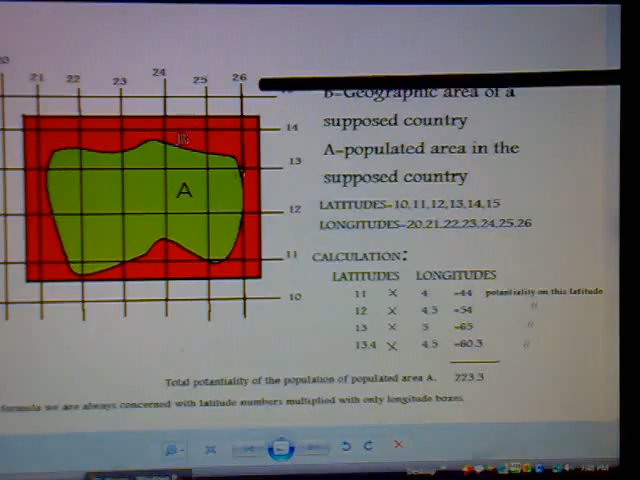 20
21 22 23 24 25 26
B-Geographic area of a
supposed country
A-populated area in the
supposed country
LATITUDES-10,11,12,13,14,15
LONGITUDES-20,21,22,23,24,25,26
14
B
13
A
12
11
10
CALCULATION:
LATITUDES LONGITUDES
11 X 4 -44 potentiality on this latitude
12 X 4.5 -54 "
13 X 5 -65 "
13.4 X 4.5 -60.3 "
Total potentiality of the population of populated area A. 223.3
formula we are always concerned with latitude numbers multiplied with only longitude boxes.